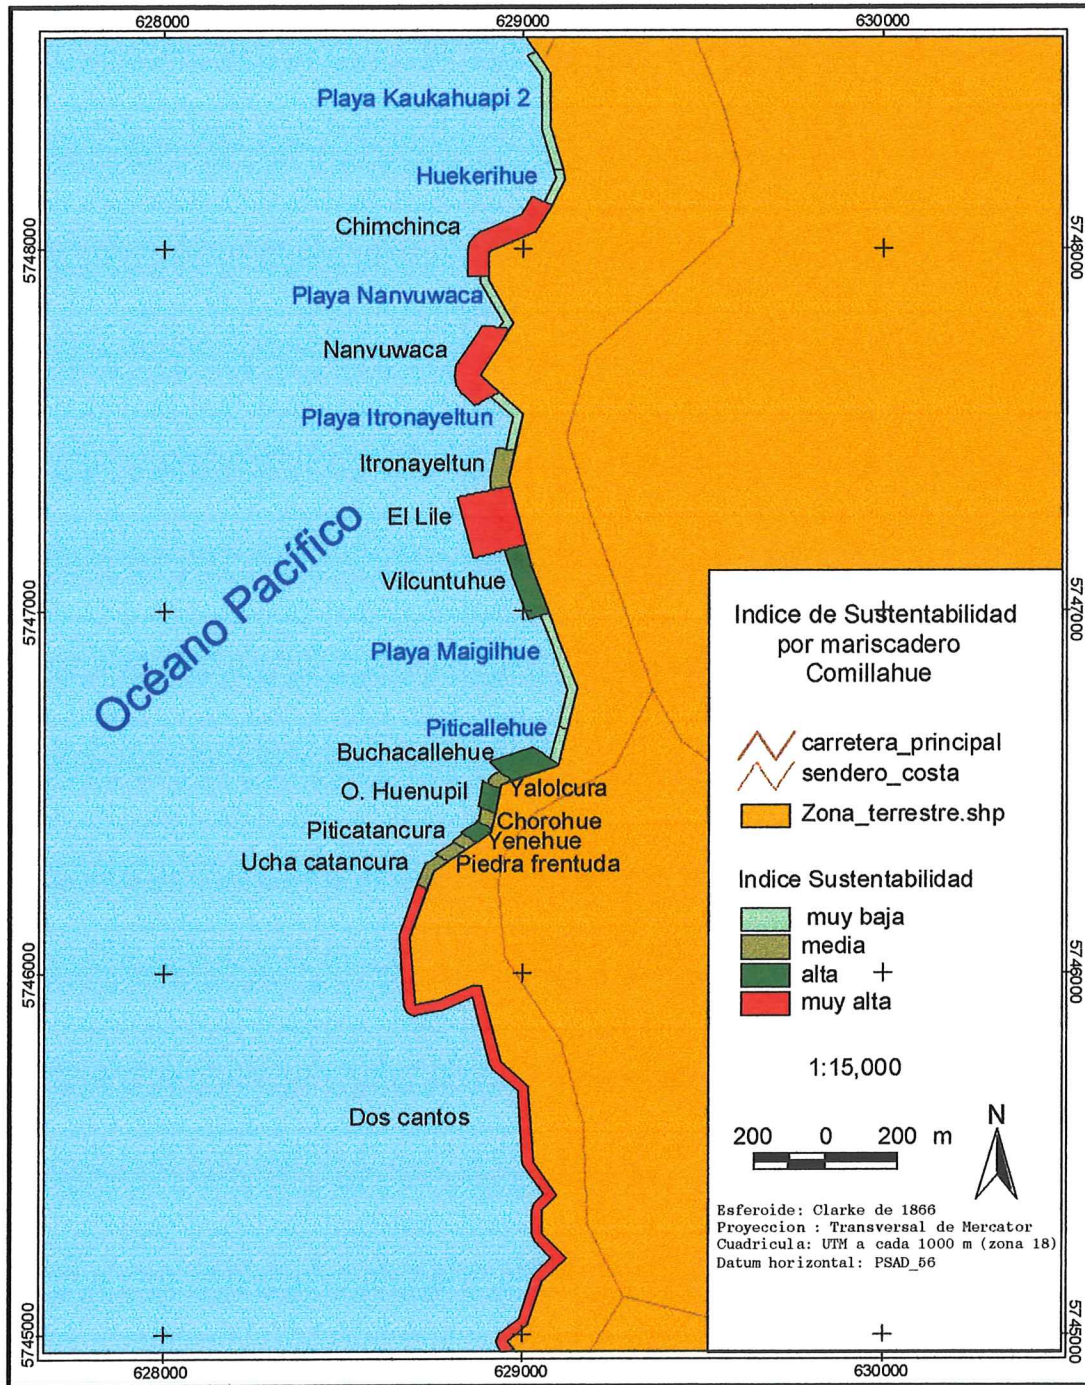 628000
629000
630000
Playa Kaukahuapi 2
Huekerihue
Chimchinca
5748000
5748000
Playa Nanvuwaca
Nanvuwaca
Playa Itronayeltun
Itronayeltun
El Lile
Océano Pacífico
Vilcuntuhue
5747000
5747000
Playa Maigilhue
Piticallehue
Buchacallehue
Yalolcura
O. Huenupil
Chorohue
Piticatancura
Yenehue
Ucha catancura
Piedra frentuda
5746000
5746000
Dos cantos
5745000
5745000
628000
629000
630000
Indice de Sustentabilidad
por mariscadero
Comillahue
carretera_principal
sendero_costa
Zona_terrestre.shp
Indice Sustentabilidad
muy baja
media
alta
muy alta
1:15,000
200 0 200 m
N
Esferoide: Clarke de 1866
Proyeccion : Transversal de Mercator
Cuadricula: UTM a cada 1000 m (zona 18)
Datum horizontal: PSAD_56